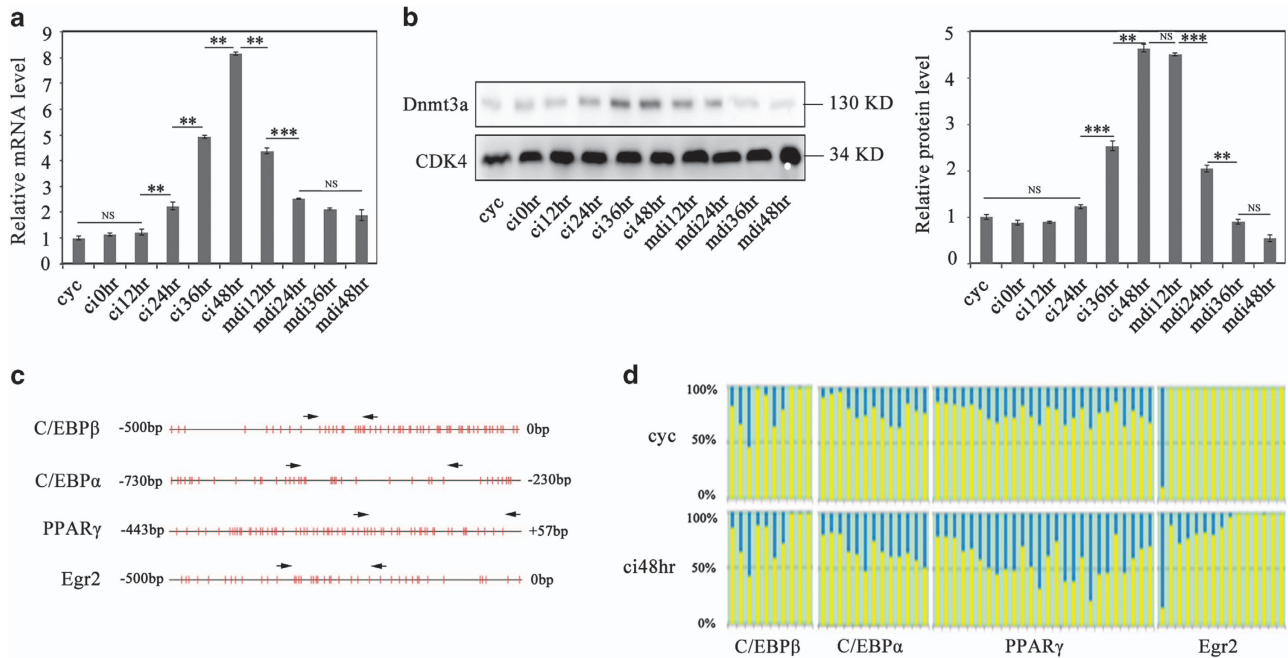 a
Relative mRNA level
9
8
7
6
5
4
3
2
1
0
NS
**
**
**
**
***
NS
cyc
ci0hr
ci12hr
ci24hr
ci36hr
ci48hr
mdi12hr
mdi24hr
mdi36hr
mdi48hr
b
Dnmt3a
130 KD
CDK4
34 KD
cyc
ci0hr
ci12hr
ci24hr
ci36hr
ci48hr
mdi12hr
mdi24hr
mdi36hr
mdi48hr
Relative protein level
5
4
3
2
1
0
NS
***
**
NS
***
**
NS
cyc
ci0hr
ci12hr
ci24hr
ci36hr
ci48hr
mdi12hr
mdi24hr
mdi36hr
mdi48hr
c
C/EBPβ -500bp 0bp
C/EBPα -730bp -230bp
PPARγ -443bp +57bp
Egr2 -500bp 0bp
d
100%
cyc
50%
0%
100%
ci48hr
50%
0%
C/EBPβ C/EBPα PPARγ Egr2